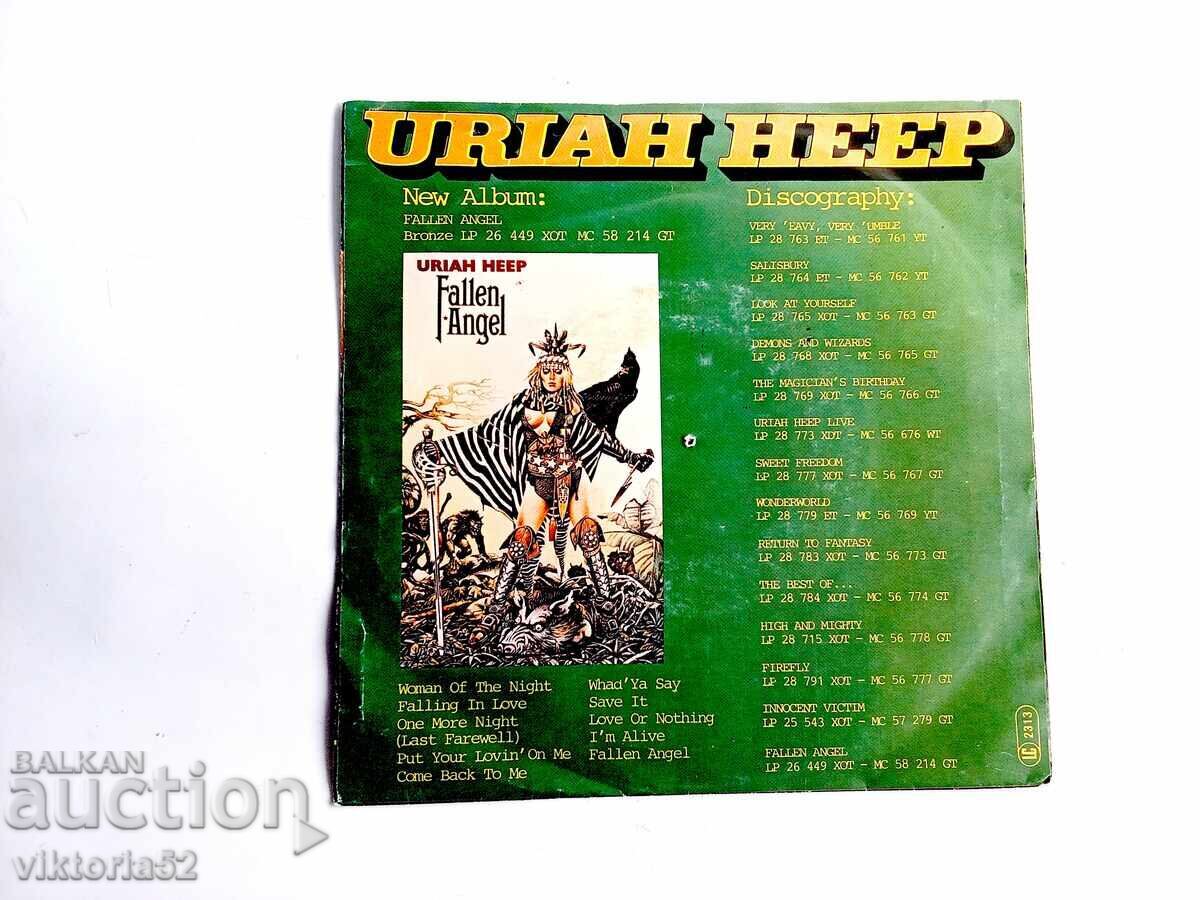 URIAH HEEP
New Album:
FALLEN ANGEL
Bronze LP 26 449 XOT MC 58 214 GT
URIAH HEEP
Fallen
Angel
Woman Of The Night
Falling In Love
One More Night
(Last Farewell)
Put Your Lovin' On Me
Come Back To Me
Whad'Ya Say
Save It
Love Or Nothing
I'm Alive
Fallen Angel
Discography:
VERY 'EAVY, VERY 'UMBLE
LP 28 763 ET - MC 56 761 YT
SALISBURY
LP 28 764 ET - MC 56 762 YT
LOOK AT YOURSELF
LP 28 765 XOT - MC 56 763 GT
DEMONS AND WIZARDS
LP 28 768 XOT - MC 56 765 GT
THE MAGICIAN'S BIRTHDAY
LP 28 769 XOT - MC 56 766 GT
URIAH HEEP LIVE
LP 28 773 XDT - MC 56 676 WT
SWEET FREEDOM
LP 28 777 XOT - MC 56 767 GT
WONDERWORLD
LP 28 779 ET - MC 56 769 YT
RETURN TO FANTASY
LP 28 783 XOT - MC 56 773 GT
THE BEST OF...
LP 28 784 XOT - MC 56 774 GT
HIGH AND MIGHTY
LP 28 715 XOT - MC 56 778 GT
FIREFLY
LP 28 791 XOT - MC 56 777 GT
INNOCENT VICTIM
LP 25 543 XOT - MC 57 279 GT
FALLEN ANGEL
LP 26 449 XOT - MC 58 214 GT
LC 2313
BALKAN
auction
viktoria52